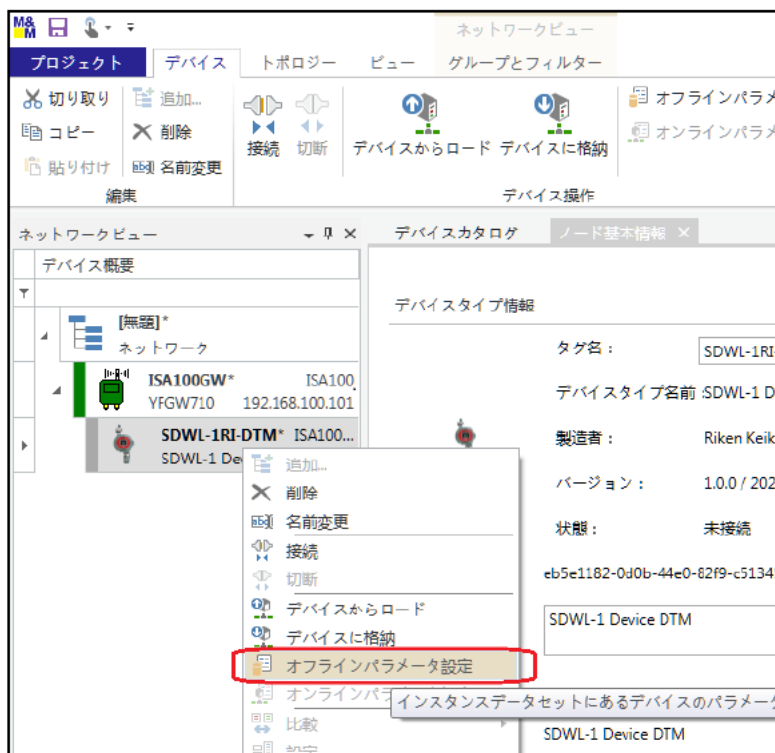 M&M
ネットワークビュー
プロジェクト デバイス トポロジー ビュー グループとフィルター
切り取り 追加... オフラインパラメ
コピー 削除 接続 切断 デバイスからロード デバイスに格納 オンラインパラメ
貼り付け 名前変更
編集 デバイス操作
ネットワークビュー デバイスカタログ ノード基本情報
デバイス概要
デバイスタイプ情報
[無題]*
ネットワーク
タグ名： SDWL-1RI-
ISA100GW* ISA100
YFGW710 192.168.100.101
デバイスタイプ名前 :SDWL-1 D
SDWL-1RI-DTM* ISA100...
SDWL-1 De
製造者： Riken Keik
追加...
バージョン： 1.0.0 / 202
削除
名前変更
状態： 未接続
接続
eb5e1182-0d0b-44e0-82f9-c5134
切断
デバイスからロード
SDWL-1 Device DTM
デバイスに格納
オフラインパラメータ設定
オンラインパラ
インスタンスデータセットにあるデバイスのパラメータ
比較
SDWL-1 Device DTM